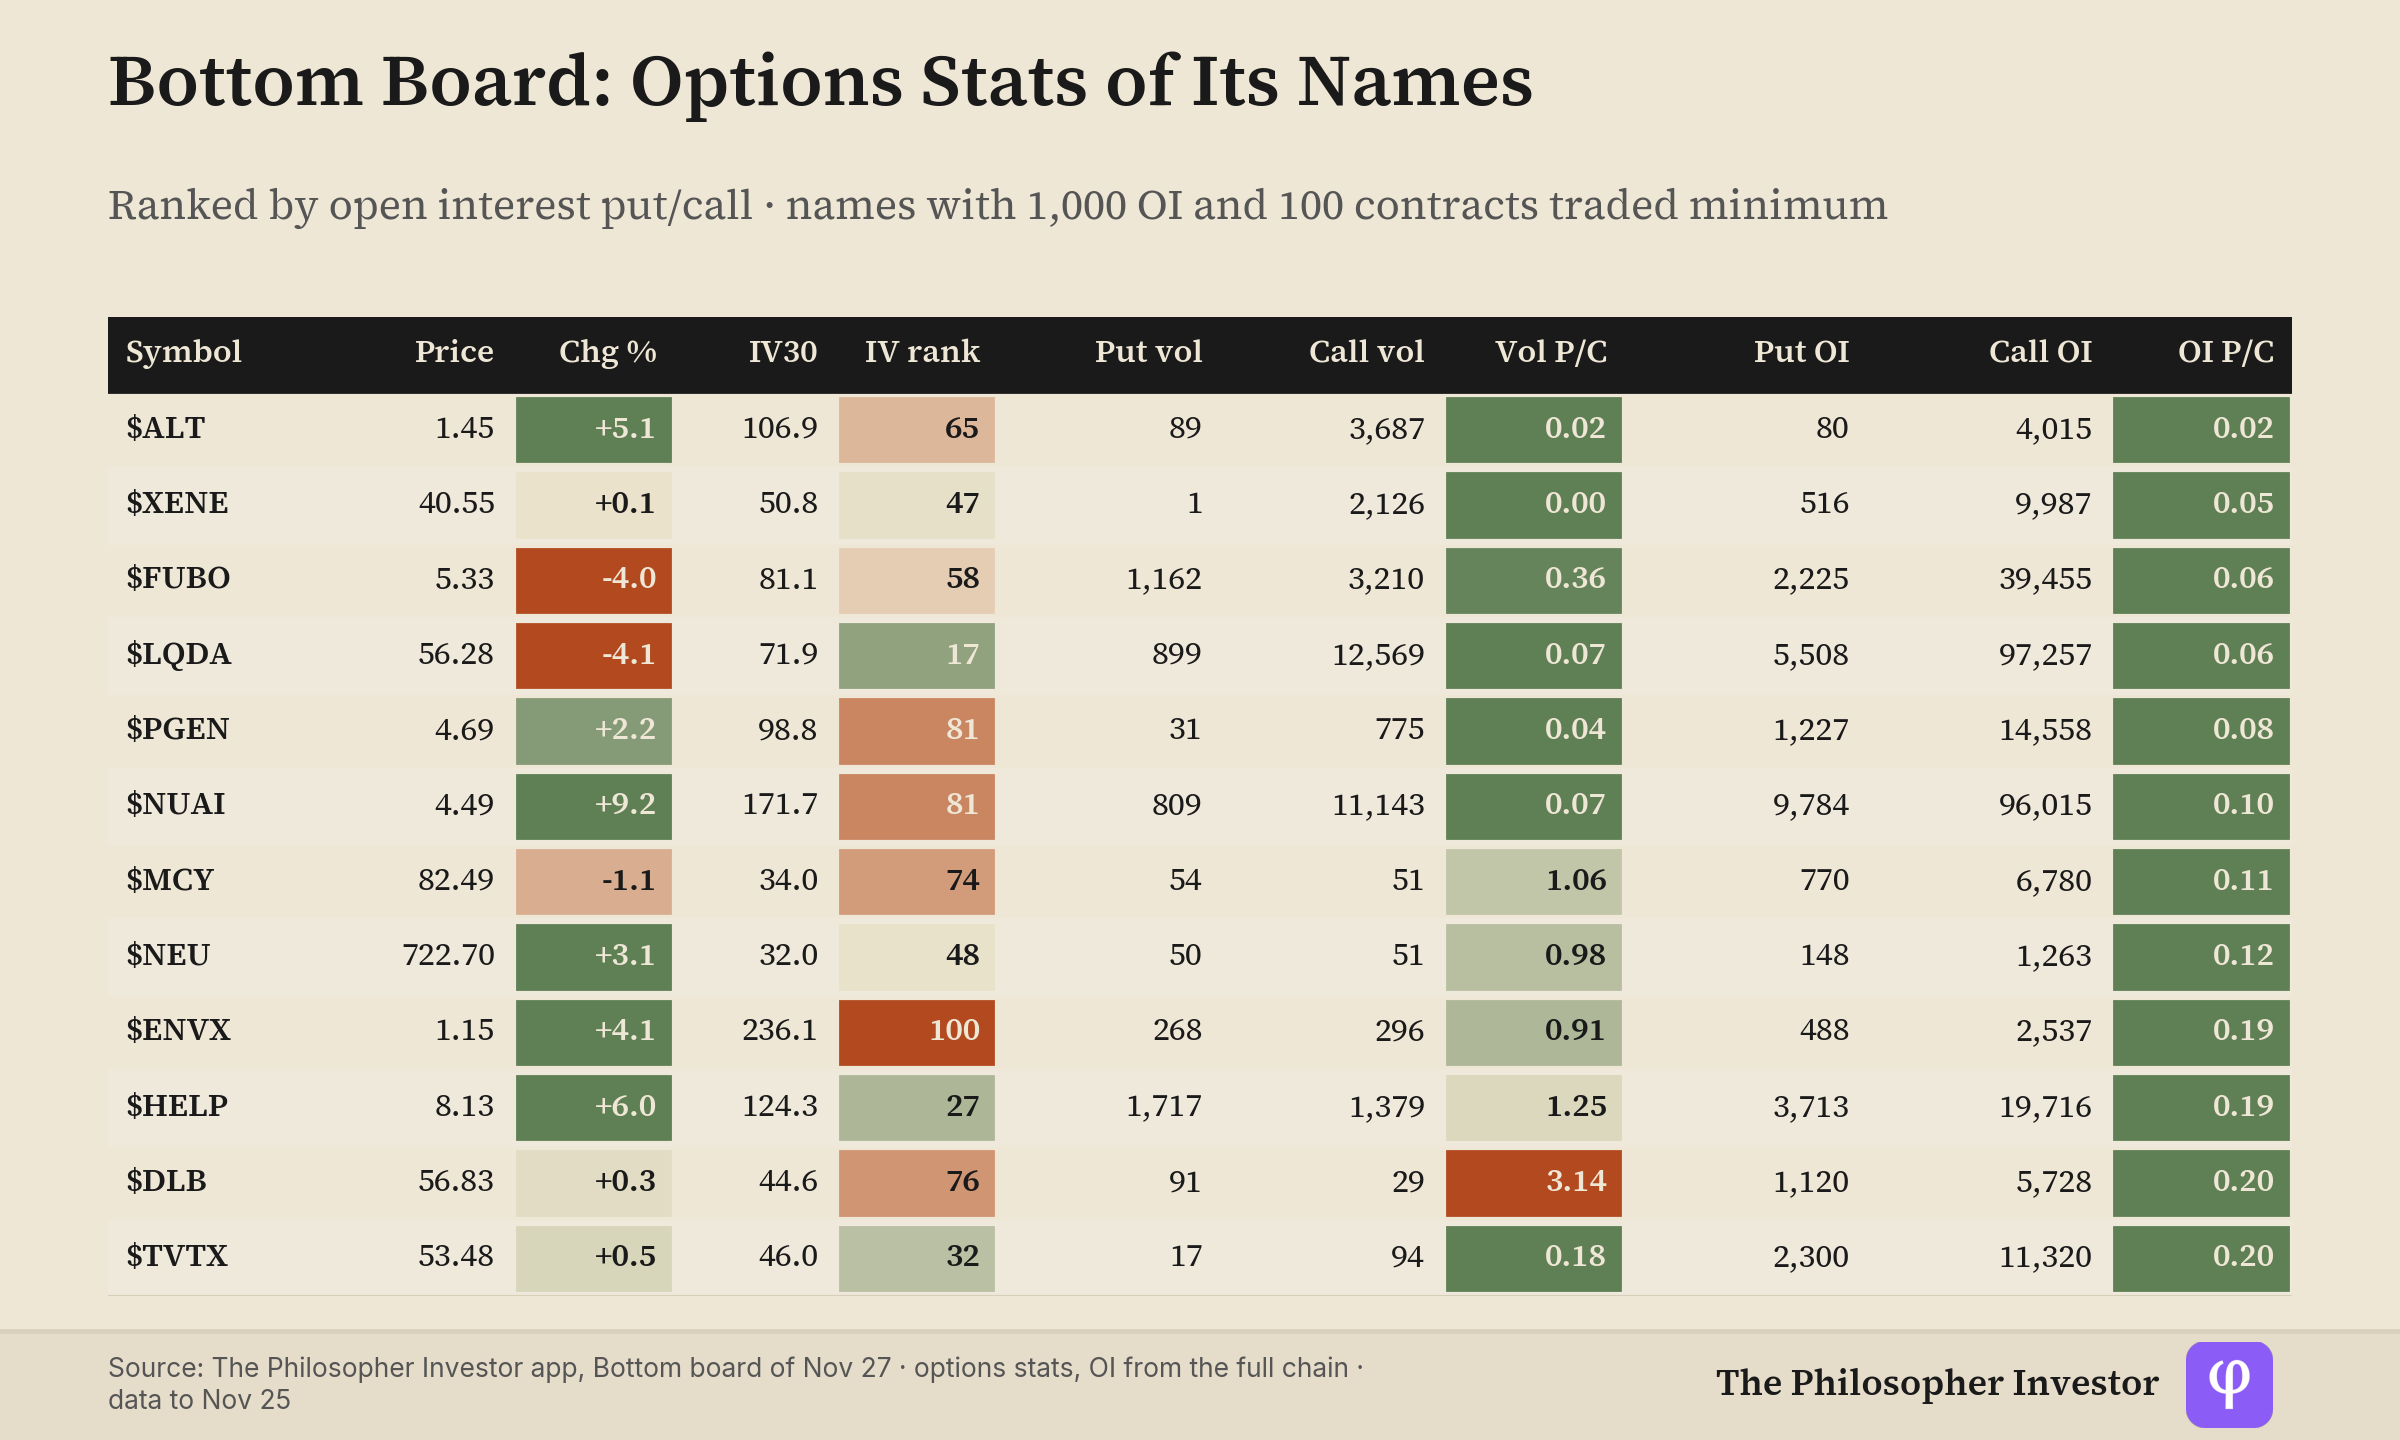 Bottom Board: Options Stats of Its Names
Ranked by open interest put/call · names with 1,000 OI and 100 contracts traded minimum
Symbol Price Chg % IV30 IV rank Put vol Call vol Vol P/C Put OI Call OI OI P/C
$ALT 1.45 +5.1 106.9 65 89 3,687 0.02 80 4,015 0.02
$XENE 40.55 +0.1 50.8 47 1 2,126 0.00 516 9,987 0.05
$FUBO 5.33 -4.0 81.1 58 1,162 3,210 0.36 2,225 39,455 0.06
$LQDA 56.28 -4.1 71.9 17 899 12,569 0.07 5,508 97,257 0.06
$PGEN 4.69 +2.2 98.8 81 31 775 0.04 1,227 14,558 0.08
$NUAI 4.49 +9.2 171.7 81 809 11,143 0.07 9,784 96,015 0.10
$MCY 82.49 -1.1 34.0 74 54 51 1.06 770 6,780 0.11
$NEU 722.70 +3.1 32.0 48 50 51 0.98 148 1,263 0.12
$ENVX 1.15 +4.1 236.1 100 268 296 0.91 488 2,537 0.19
$HELP 8.13 +6.0 124.3 27 1,717 1,379 1.25 3,713 19,716 0.19
$DLB 56.83 +0.3 44.6 76 91 29 3.14 1,120 5,728 0.20
$TVTX 53.48 +0.5 46.0 32 17 94 0.18 2,300 11,320 0.20
Source: The Philosopher Investor app, Bottom board of Nov 27 · options stats, OI from the full chain ·
data to Nov 25
The Philosopher Investor φ